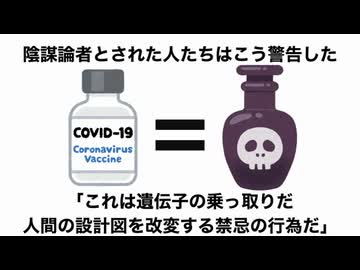 陰謀論者とされた人たちはこう警告した
COVID-19
Coronavirus
Vaccine
「これは遺伝子の乗っ取りだ
人間の設計図を改変する禁忌の行為だ」